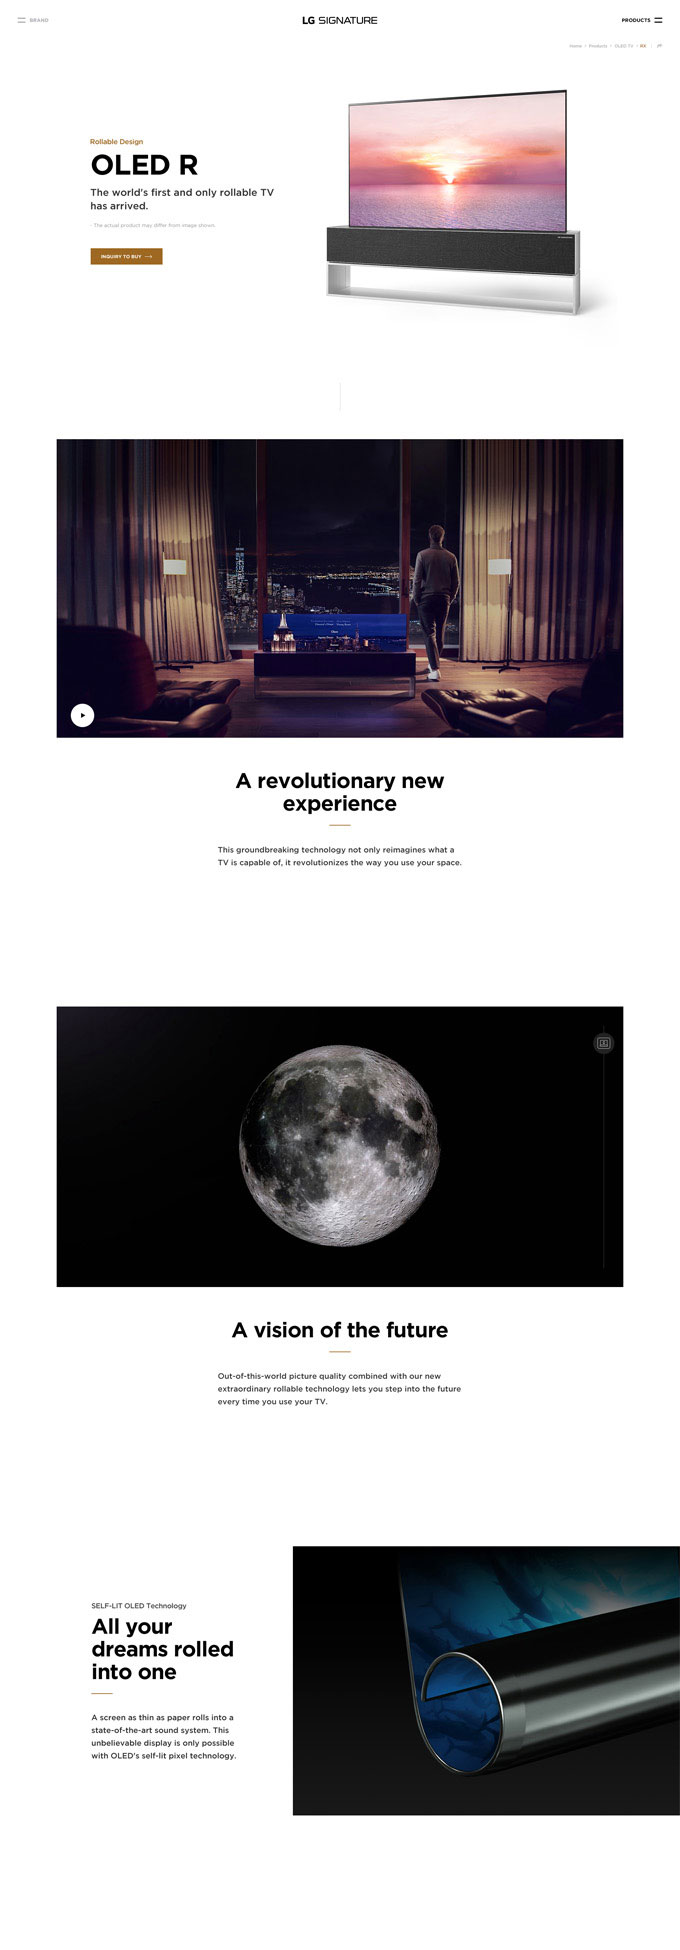 BRAND
LG SIGNATURE
PRODUCTS
Home
Products
OLED TV
RX
Rollable Design
OLED R
The world's first and only rollable TV
has arrived.
· The actual product may differ from image shown.
INQUIRY TO BUY
A revolutionary new
experience
This groundbreaking technology not only reimagines what a
TV is capable of, it revolutionizes the way you use your space.
A vision of the future
Out-of-this-world picture quality combined with our new
extraordinary rollable technology lets you step into the future
every time you use your TV.
SELF-LIT OLED Technology
All your
dreams rolled
into one
A screen as thin as paper rolls into a
state-of-the-art sound system. This
unbelievable display is only possible
with OLED's self-lit pixel technology.